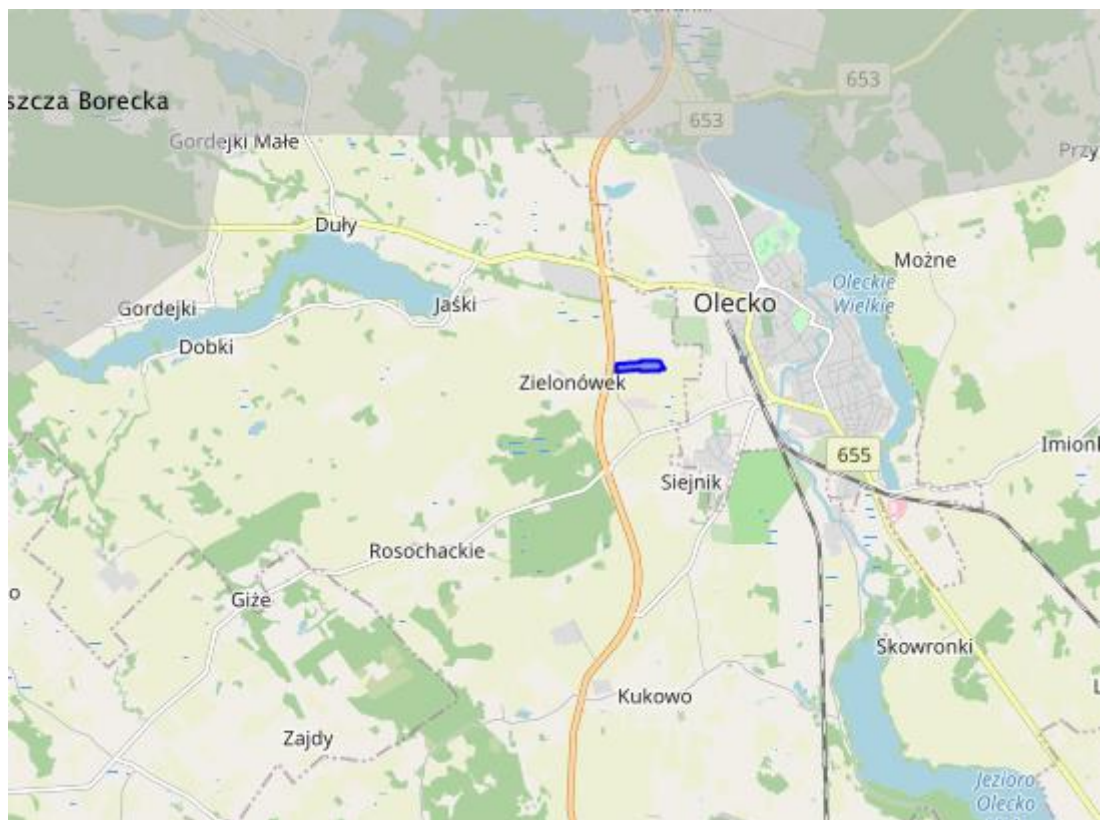 653
szcza Borecka
653
Gordejki Małe
Przy
Duły
Możne
Oleckie
Wielkie
Gordejki
Jaśki
Olecko
Dobki
Zielonówek
Imionk
655
Siejnik
Rosochackie
o
Giże
Skowronki
Kukowo
Zajdy
Jezioro
Olecko